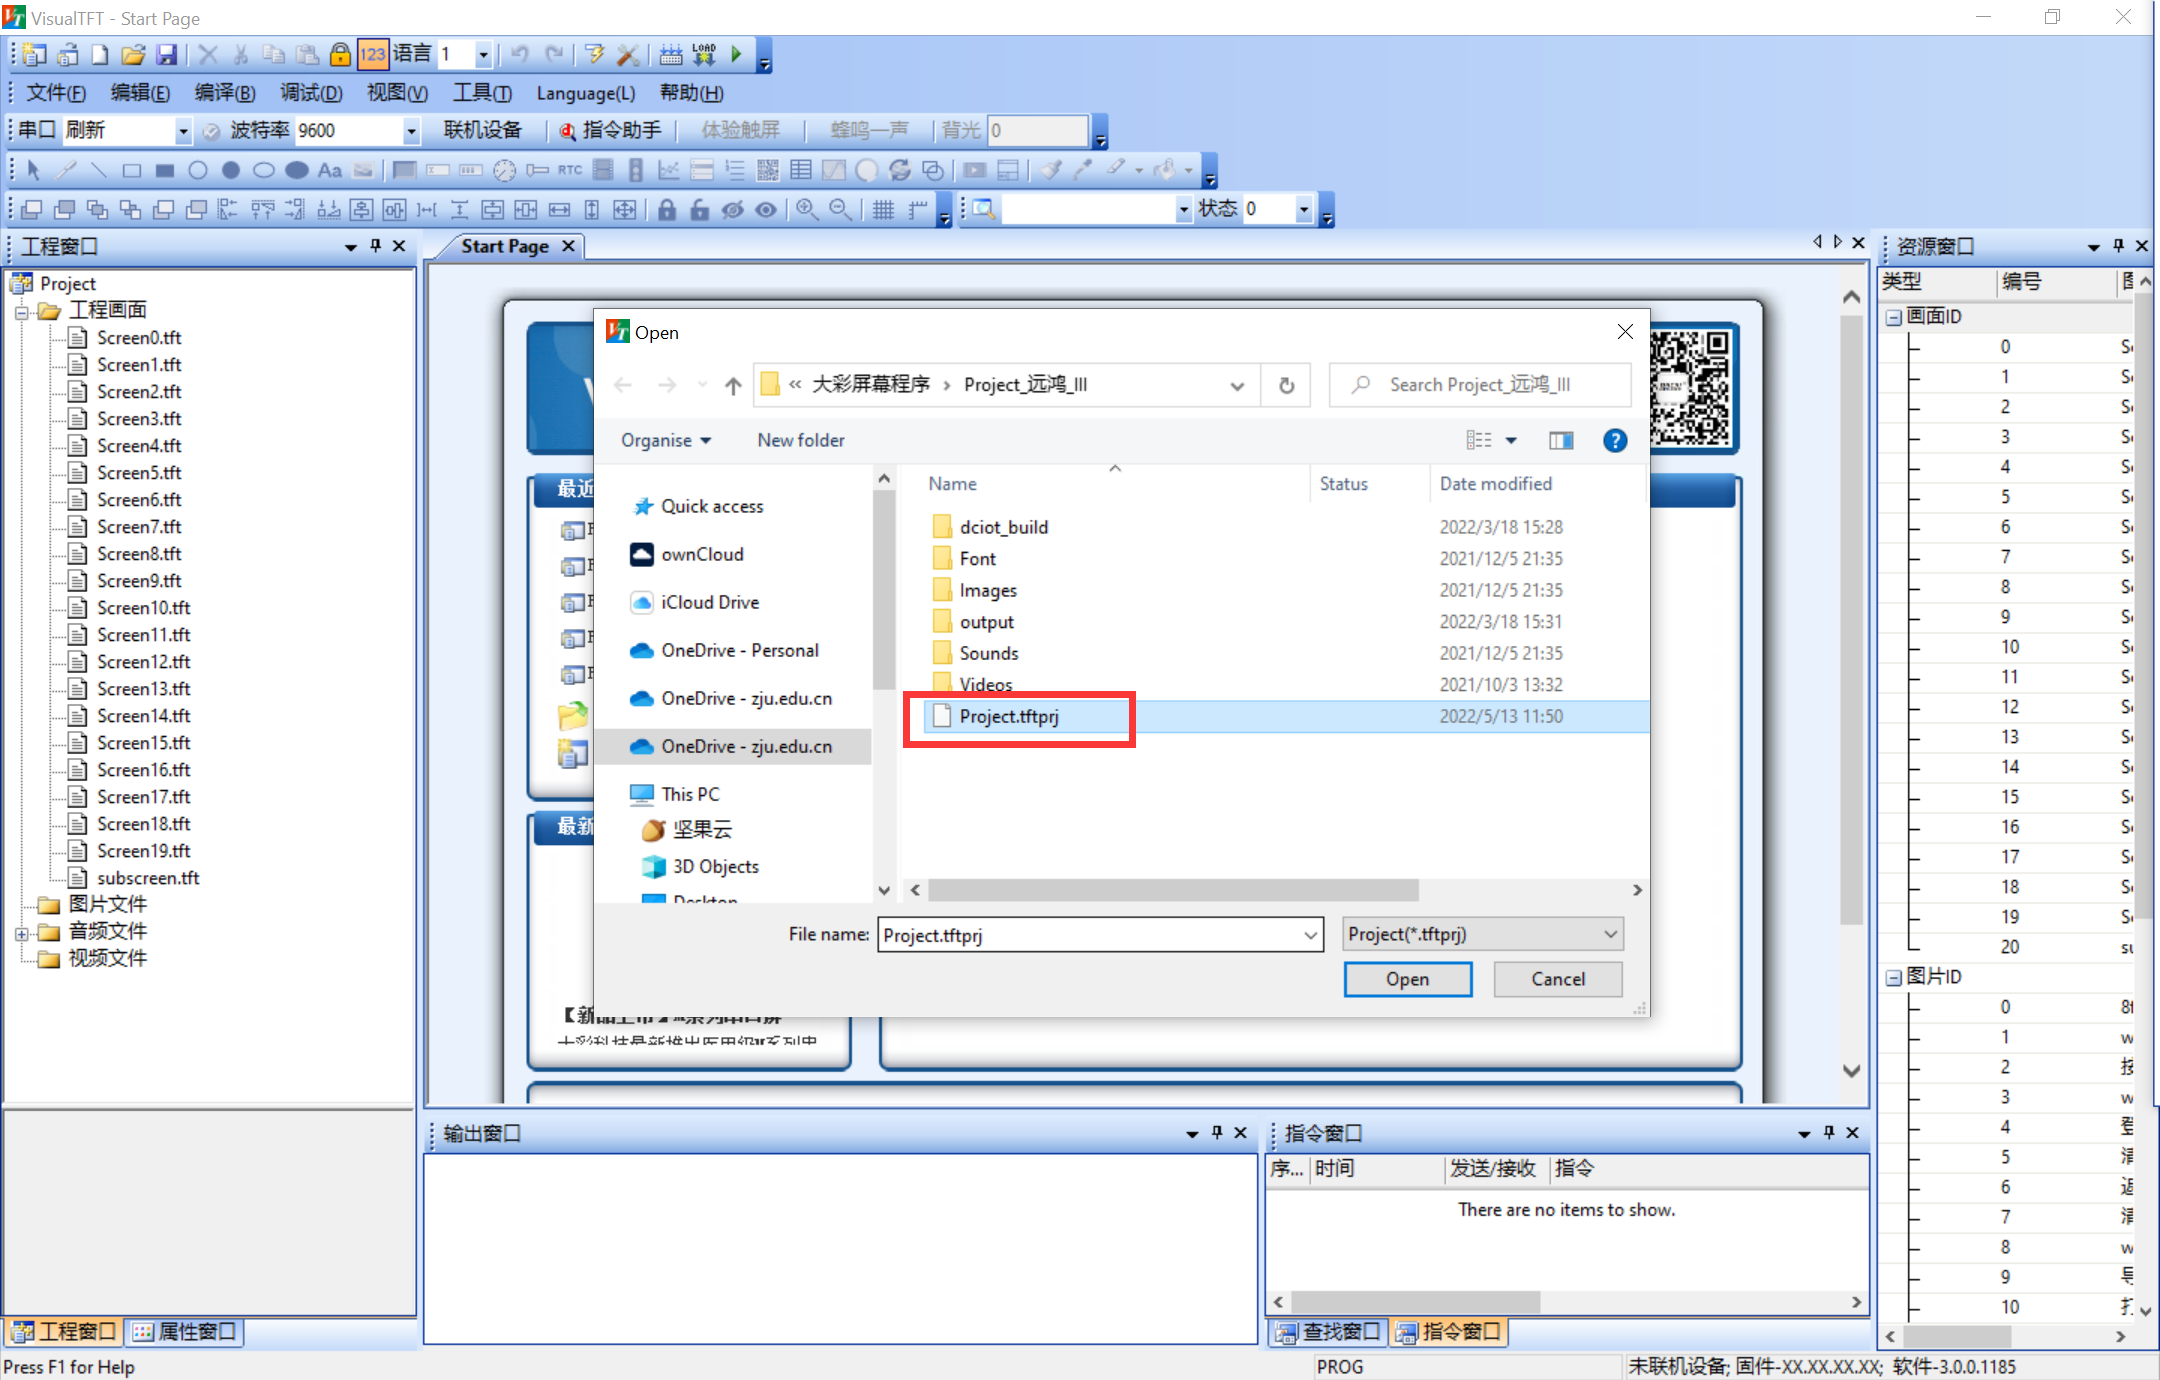 VisualTFT - Start Page
123 语言 1
LOAD
文件(F) 编辑(E) 编译(B) 调试(D) 视图(V) 工具(T) Language(L) 帮助(H)
串口 刷新 波特率 9600 联机设备 指令助手 体验触屏 蜂鸣一声 背光 0
Aa RTC
状态 0
工程窗口
Project
工程画面
Screen0.tft
Screen1.tft
Screen2.tft
Screen3.tft
Screen4.tft
Screen5.tft
Screen6.tft
Screen7.tft
Screen8.tft
Screen9.tft
Screen10.tft
Screen11.tft
Screen12.tft
Screen13.tft
Screen14.tft
Screen15.tft
Screen16.tft
Screen17.tft
Screen18.tft
Screen19.tft
subscreen.tft
图片文件
音频文件
视频文件
工程窗口 属性窗口
Start Page
最近
最新
Open
« 大彩屏幕程序 › Project_远鸿_III
Search Project_远鸿_III
Organise New folder
Quick access
ownCloud
iCloud Drive
OneDrive - Personal
OneDrive - zju.edu.cn
OneDrive - zju.edu.cn
This PC
坚果云
3D Objects
Desktop
Name Status Date modified
dciot_build 2022/3/18 15:28
Font 2021/12/5 21:35
Images 2021/12/5 21:35
output 2022/3/18 15:31
Sounds 2021/12/5 21:35
Videos 2021/10/3 13:32
Project.tftprj 2022/5/13 11:50
File name: Project.tftprj Project(*.tftprj)
Open Cancel
输出窗口
指令窗口
序... 时间 发送/接收 指令
There are no items to show.
查找窗口 指令窗口
资源窗口
类型 编号
画面ID
0
1
2
3
4
5
6
7
8
9
10
11
12
13
14
15
16
17
18
19
20
图片ID
0
1
2
3
4
5
6
7
8
9
10
Press F1 for Help PROG 未联机设备; 固件-XX.XX.XX.XX; 软件-3.0.0.1185